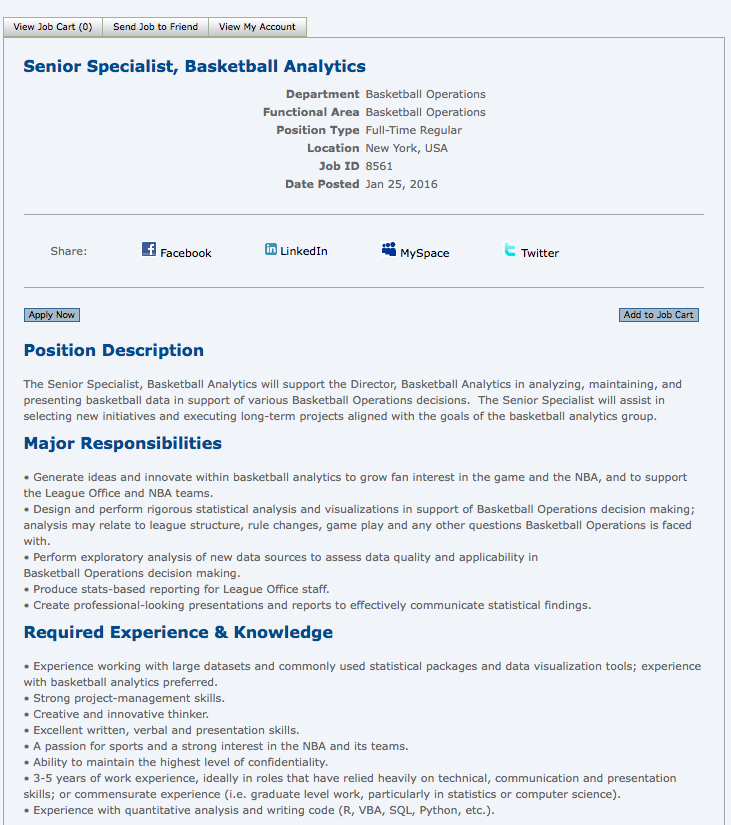 View Job Cart (0) Send Job to Friend View My Account
Senior Specialist, Basketball Analytics
Department Basketball Operations
Functional Area Basketball Operations
Position Type Full-Time Regular
Location New York, USA
Job ID 8561
Date Posted Jan 25, 2016
Share: Facebook LinkedIn MySpace Twitter
Apply Now Add to Job Cart
Position Description
The Senior Specialist, Basketball Analytics will support the Director, Basketball Analytics in analyzing, maintaining, and
presenting basketball data in support of various Basketball Operations decisions.  The Senior Specialist will assist in
selecting new initiatives and executing long-term projects aligned with the goals of the basketball analytics group.
Major Responsibilities
• Generate ideas and innovate within basketball analytics to grow fan interest in the game and the NBA, and to support
the League Office and NBA teams.
• Design and perform rigorous statistical analysis and visualizations in support of Basketball Operations decision making;
analysis may relate to league structure, rule changes, game play and any other questions Basketball Operations is faced
with.
• Perform exploratory analysis of new data sources to assess data quality and applicability in
Basketball Operations decision making.
• Produce stats-based reporting for League Office staff.
• Create professional-looking presentations and reports to effectively communicate statistical findings.
Required Experience & Knowledge
• Experience working with large datasets and commonly used statistical packages and data visualization tools; experience
with basketball analytics preferred.
• Strong project-management skills.
• Creative and innovative thinker.
• Excellent written, verbal and presentation skills.
• A passion for sports and a strong interest in the NBA and its teams.
• Ability to maintain the highest level of confidentiality.
• 3-5 years of work experience, ideally in roles that have relied heavily on technical, communication and presentation
skills; or commensurate experience (i.e. graduate level work, particularly in statistics or computer science).
• Experience with quantitative analysis and writing code (R, VBA, SQL, Python, etc.).